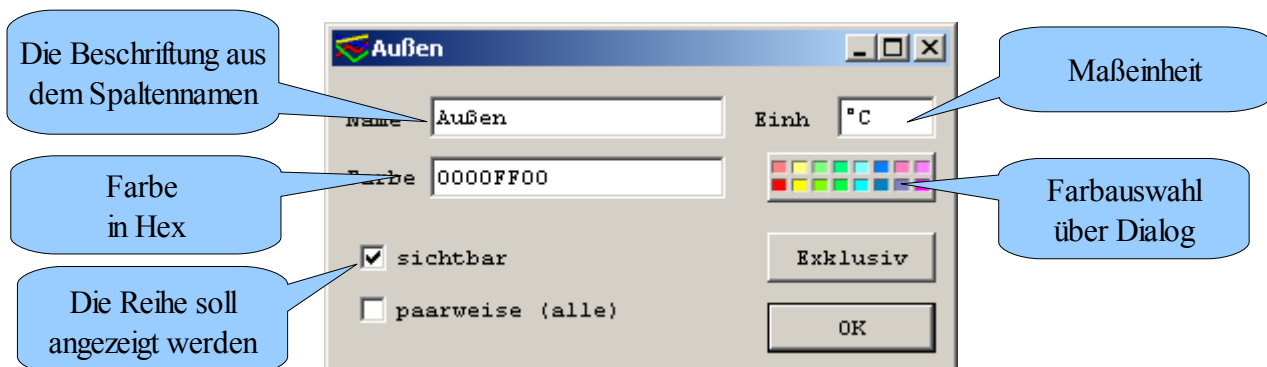 Die Beschriftung aus
dem Spaltennamen
Außen
Maßeinheit
Name
Außen
Einh
°C
Farbe
0000FF00
Farbe
in Hex
Farbauswahl
über Dialog
sichtbar
Exklusiv
Die Reihe soll
angezeigt werden
paarweise (alle)
OK